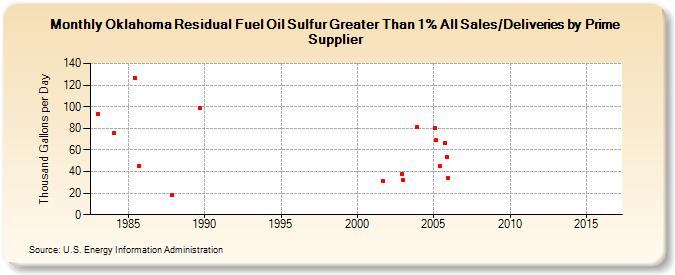 Monthly Oklahoma Residual Fuel Oil Sulfur Greater Than 1% All Sales/Deliveries by Prime
Supplier
Thousand Gallons per Day
140
120
100
80
60
40
20
0
1985 1990 1995 2000 2005 2010 2015
Source: U.S. Energy Information Administration